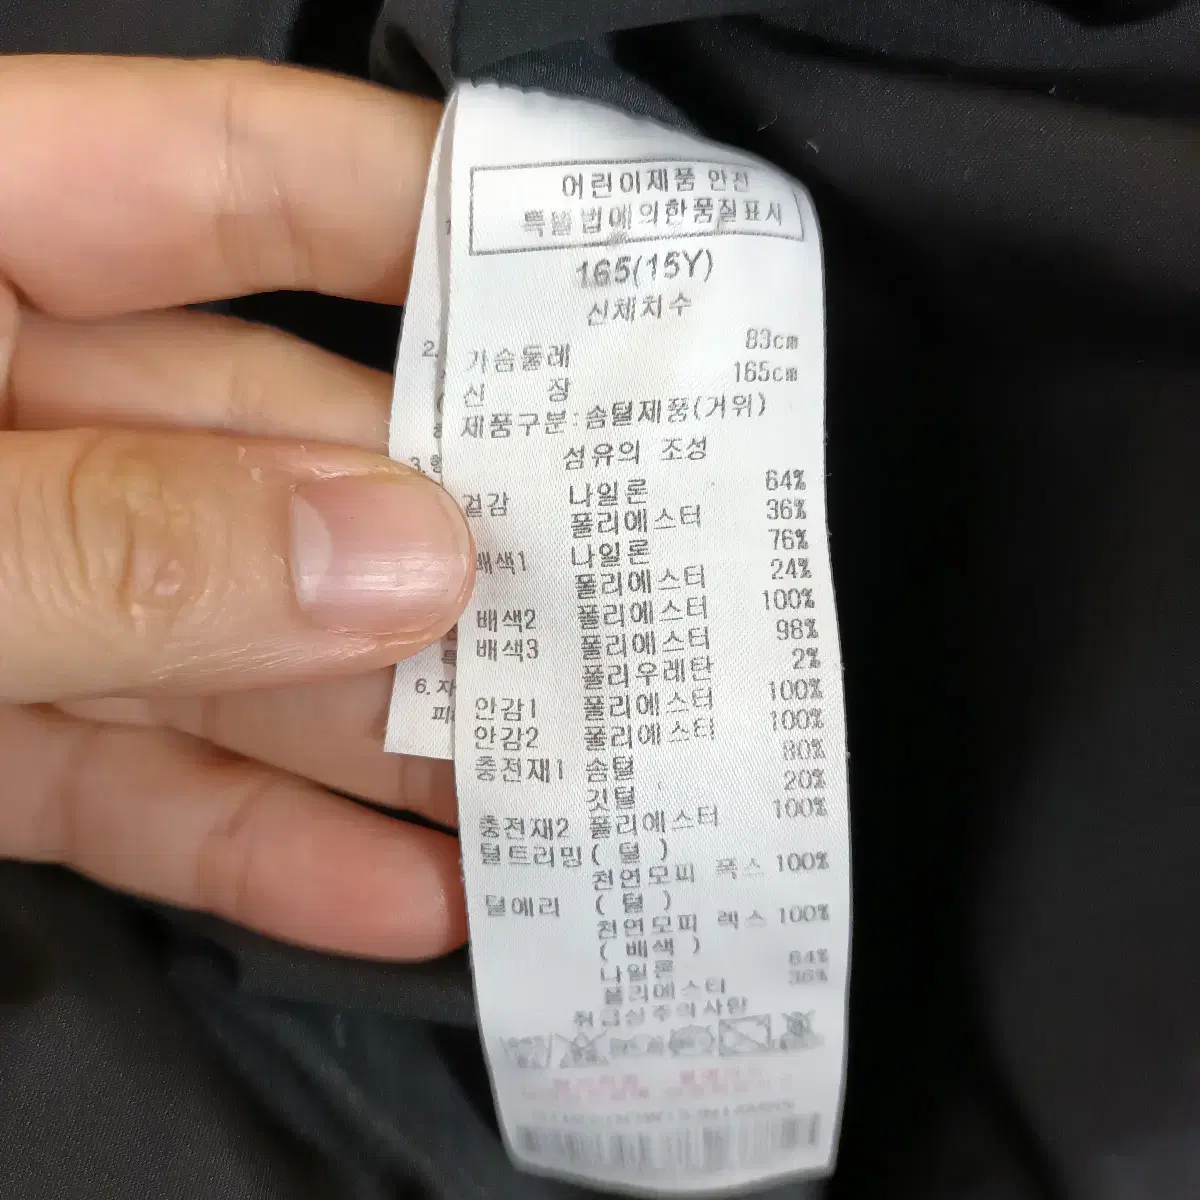 어린이제품 안전
특별법에의한품질표시
165(15Y)
신체치수
가슴둘레 83cm
신 장 165cm
제품구분:솜털제품(거위)
섬유의 조성
겉감 나일론 64%
폴리에스터 36%
배색1 나일론 76%
폴리에스터 24%
배색2 폴리에스터 100%
배색3 폴리에스터 98%
폴리우레탄 2%
안감1 폴리에스터 100%
안감2 폴리에스터 100%
충전재1 솜털 80%
깃털 20%
충전재2 폴리에스터 100%
털트리밍 ( 털 )
천연모피 폭스 100%
털에리 ( 털 )
천연모피 렉스 100%
( 배색 )
나일론 64%
폴리에스터 36%
취급상주의사항
2.
3.
6. 자